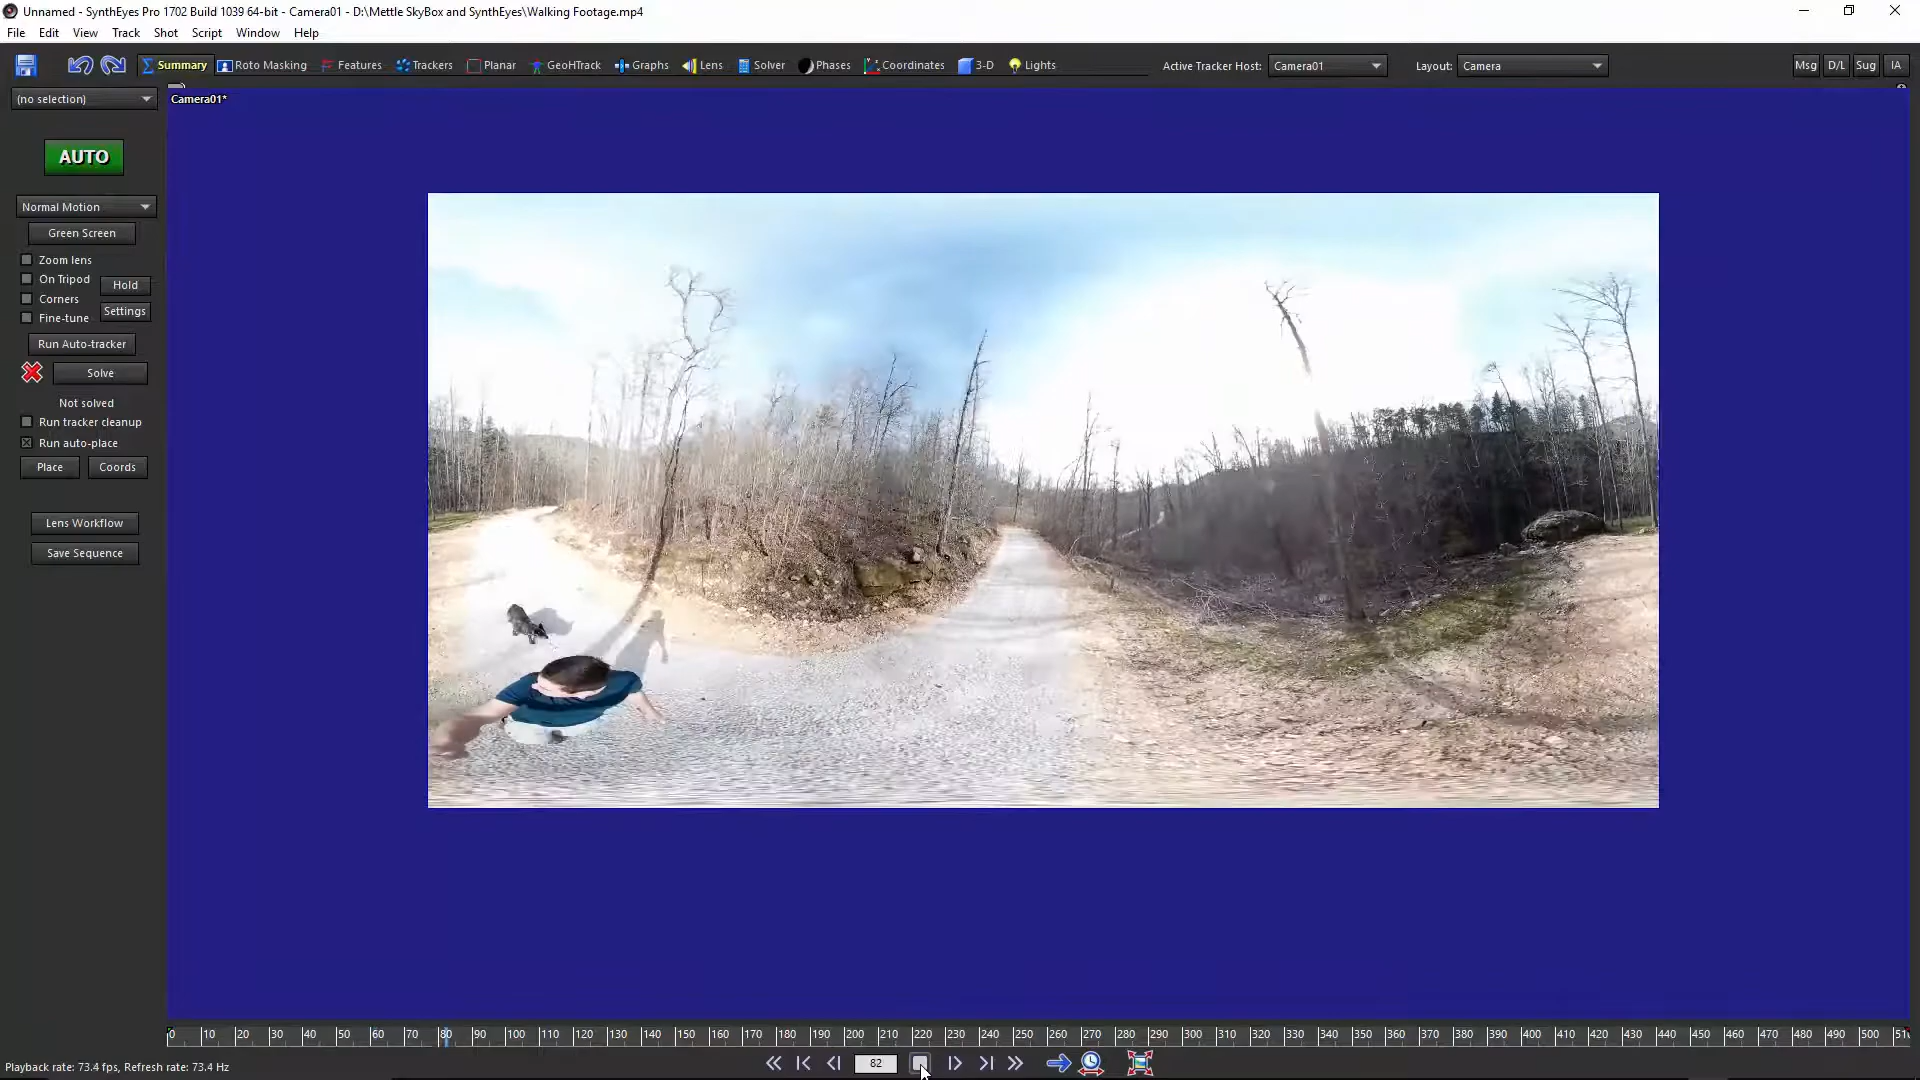 Unnamed - SynthEyes Pro 1702 Build 1039 64-bit - Camera01 - D:\Mettle SkyBox and SynthEyes\Walking Footage.mp4
File Edit View Track Shot Script Window Help
Summary Roto Masking Features Trackers Planar GeoHTrack Graphs Lens Solver Phases Coordinates 3-D Lights Active Tracker Host: Camera01 Layout: Camera Msg D/L Sug IA
(no selection)
Camera01*
AUTO
Normal Motion
Green Screen
Zoom lens
On Tripod
Hold
Corners
Settings
Fine-tune
Run Auto-tracker
Solve
Not solved
Run tracker cleanup
Run auto-place
Place Coords
Lens Workflow
Save Sequence
0 10 20 30 40 50 60 70 80 90 100 110 120 130 140 150 160 170 180 190 200 210 220 230 240 250 260 270 280 290 300 310 320 330 340 350 360 370 380 390 400 410 420 430 440 450 460 470 480 490 500
82
Playback rate: 73.4 fps, Refresh rate: 73.4 Hz